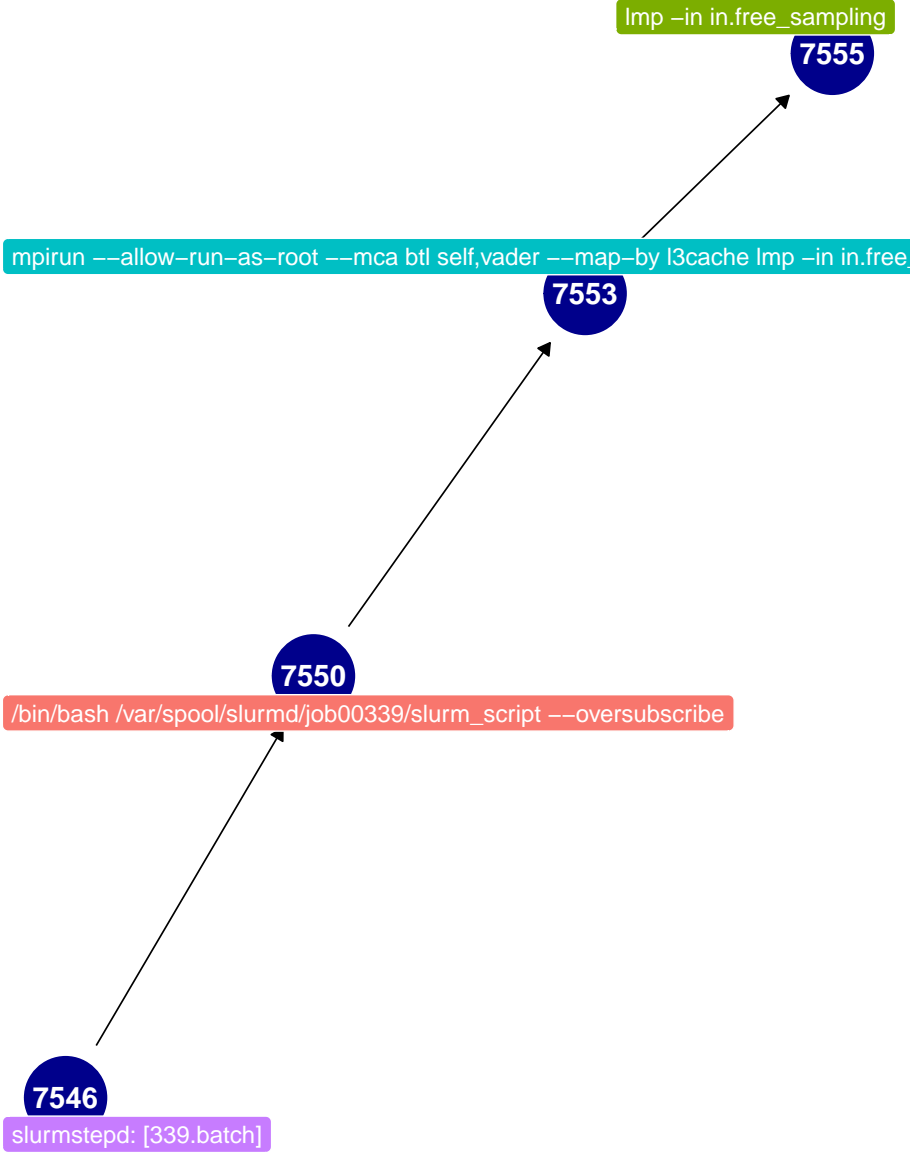 lmp −in in.free_sampling
7555
mpirun −−allow−run−as−root −−mca btl self,vader −−map−by l3cache lmp −in in.free_
7553
7550
/bin/bash /var/spool/slurmd/job00339/slurm_script −−oversubscribe
7546
slurmstepd: [339.batch]